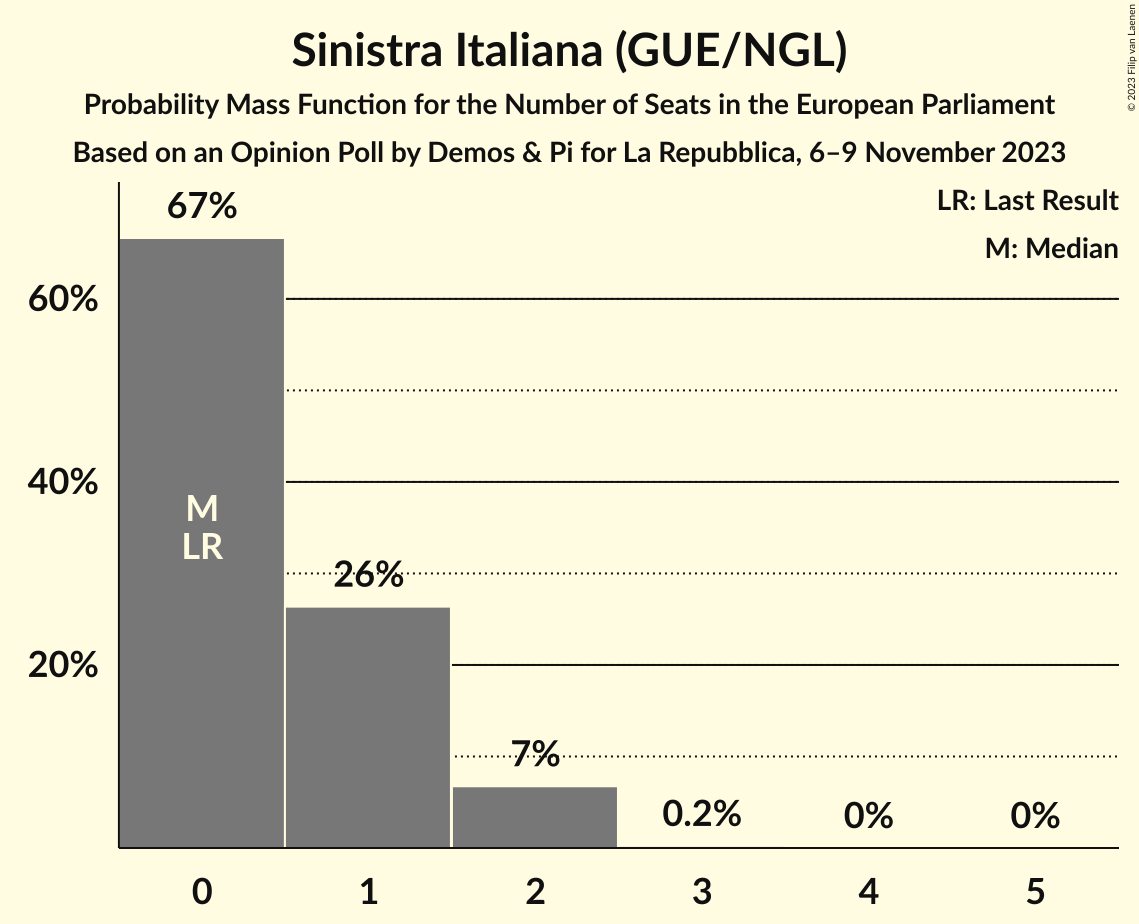 Sinistra Italiana (GUE/NGL)
Probability Mass Function for the Number of Seats in the European Parliament
Based on an Opinion Poll by Demos & Pi for La Repubblica, 6–9 November 2023
© 2023 Filip van Laenen
LR: Last Result
M: Median
67%
60%
40%
20%
M
LR
26%
7%
0.2%
0%
0%
0
1
2
3
4
5